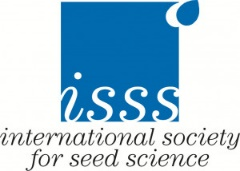 isss
international society
for seed science